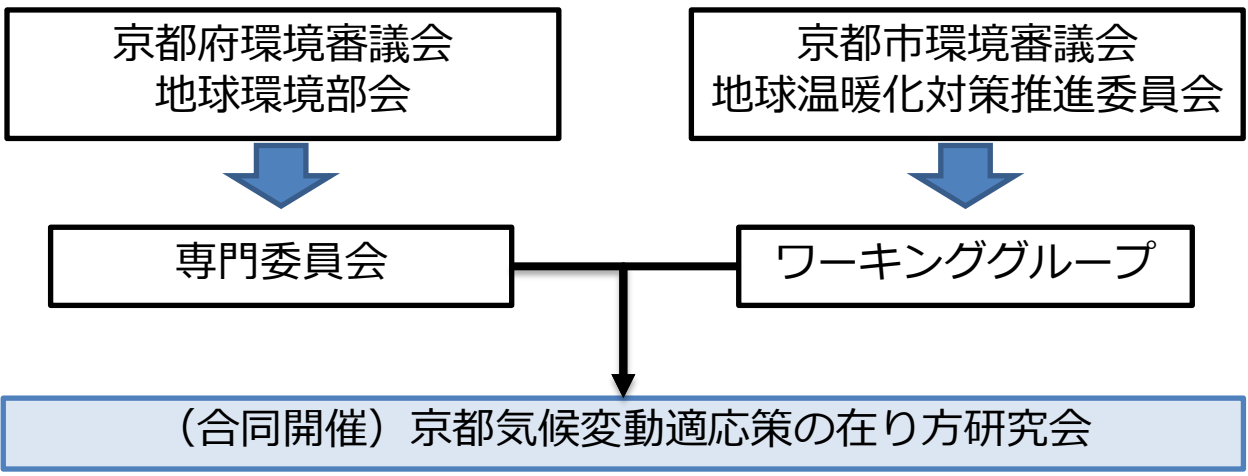 京都府環境審議会
地球環境部会
京都市環境審議会
地球温暖化対策推進委員会
専門委員会
ワーキンググループ
（合同開催）京都気候変動適応策の在り方研究会